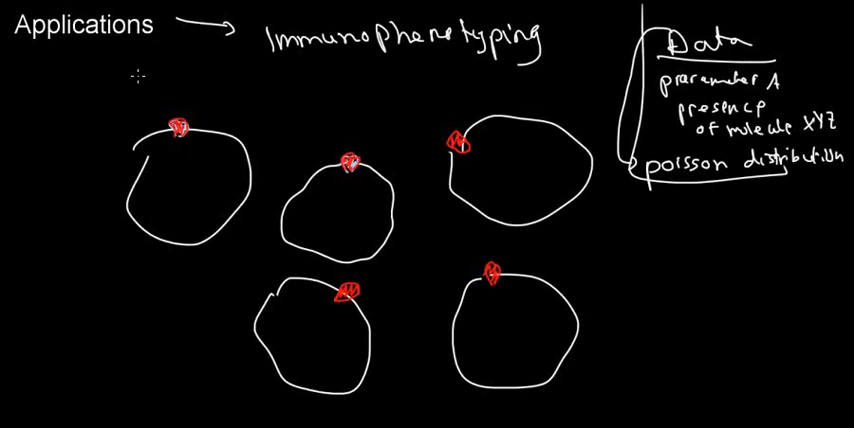 Applications
Immunophenotyping
Data
parameter A
presence
of molecule XYZ
poisson distribution